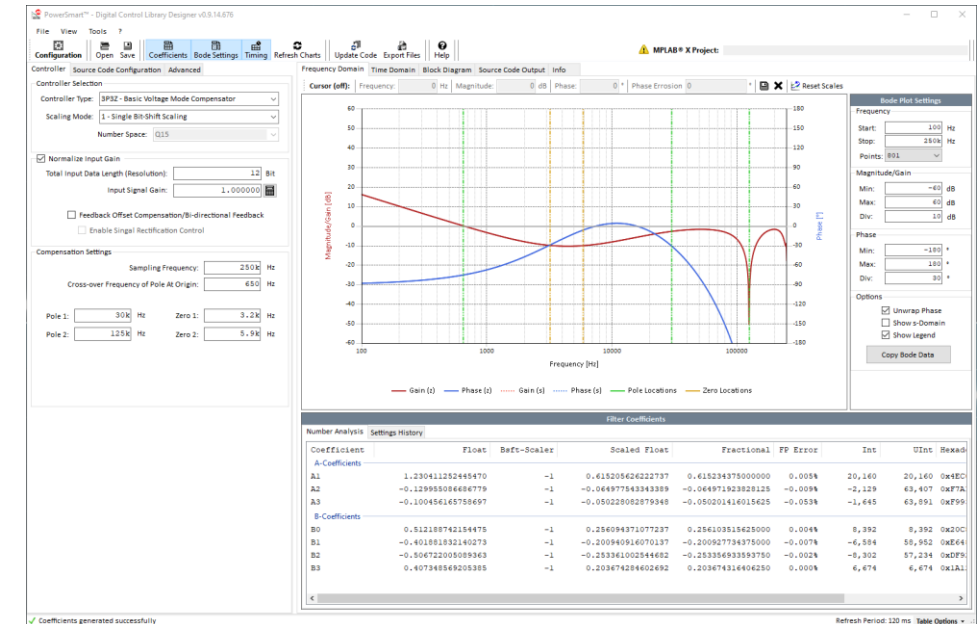 PowerSmart™ - Digital Control Library Designer v0.9.14.676
File View Tools ?
Configuration Open Save Coefficients Bode Settings Timing Refresh Charts Update Code Export Files Help MPLAB® X Project:
Controller Source Code Configuration Advanced
Controller Selection
Controller Type: 3P3Z - Basic Voltage Mode Compensator
Scaling Mode: 1 - Single Bit-Shift Scaling
Number Space: Q15
Normalize Input Gain
Total Input Data Length (Resolution): 12 Bit
Input Signal Gain: 1.000000
Feedback Offset Compensation/Bi-directional Feedback
Enable Singal Rectification Control
Compensation Settings
Sampling Frequency: 250k Hz
Cross-over Frequency of Pole At Origin: 650 Hz
Pole 1: 30k Hz Zero 1: 3.2k Hz
Pole 2: 125k Hz Zero 2: 5.9k Hz
Frequency Domain Time Domain Block Diagram Source Code Output Info
Cursor (off): Frequency: 0 Hz Magnitude: 0 dB Phase: 0 ° Phase Errosion 0 ° Reset Scales
Magnitude/Gain [dB]
60
50
40
30
20
10
0
-10
-20
-30
-40
-50
-60
180
150
120
90
60
30
0
-30
-60
-90
-120
-150
-180
Phase [°]
100 1000 10000 100000
Frequency [Hz]
Gain (z) Phase (z) Gain (s) Phase (s) Pole Locations Zero Locations
Bode Plot Settings
Frequency
Start: 100 Hz
Stop: 250k Hz
Points: 801
Magnitude/Gain
Min: -60 dB
Max: 60 dB
Div: 10 dB
Phase
Min: -180 °
Max: 180 °
Div: 30 °
Options
Unwrap Phase
Show s-Domain
Show Legend
Copy Bode Data
Filter Coefficients
Number Analysis Settings History
Coefficient Float Bsft-Scaler Scaled Float Fractional FP Error Int UInt Hexad
A-Coefficients
A1 1.230411252445470 -1 0.615205626222737 0.615234375000000 0.005% 20,160 20,160 0x4EC
A2 -0.129955086686779 -1 -0.064977543343389 -0.064971923828125 -0.009% -2,129 63,407 0xF7A
A3 -0.100456165758697 -1 -0.050228082879348 -0.050201416015625 -0.053% -1,645 63,891 0xF99
B-Coefficients
B0 0.512188742154475 -1 0.256094371077237 0.256103515625000 0.004% 8,392 8,392 0x20C
B1 -0.401881832140273 -1 -0.200940916070137 -0.200927734375000 -0.007% -6,584 58,952 0xE64
B2 -0.506722005089363 -1 -0.253361002544682 -0.253356933593750 -0.002% -8,302 57,234 0xDF9
B3 0.407348569205385 -1 0.203674284602692 0.203674316406250 0.000% 6,674 6,674 0x1A1
Coefficients generated successfully Refresh Period: 120 ms Table Options